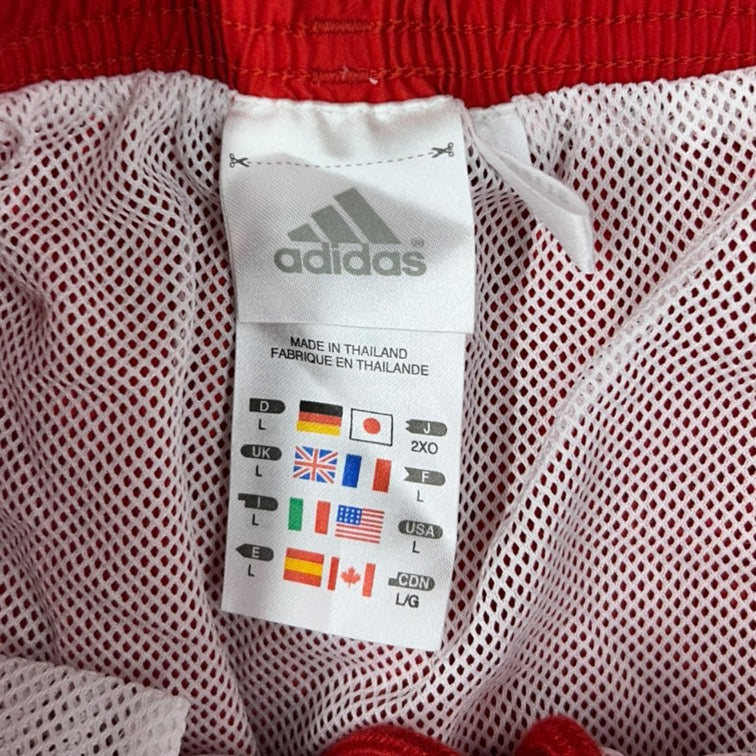 adidas®
MADE IN THAILAND
FABRIQUE EN THAILANDE
D J
L 2XO
UK F
L L
I USA
L L
E CDN
L L/G